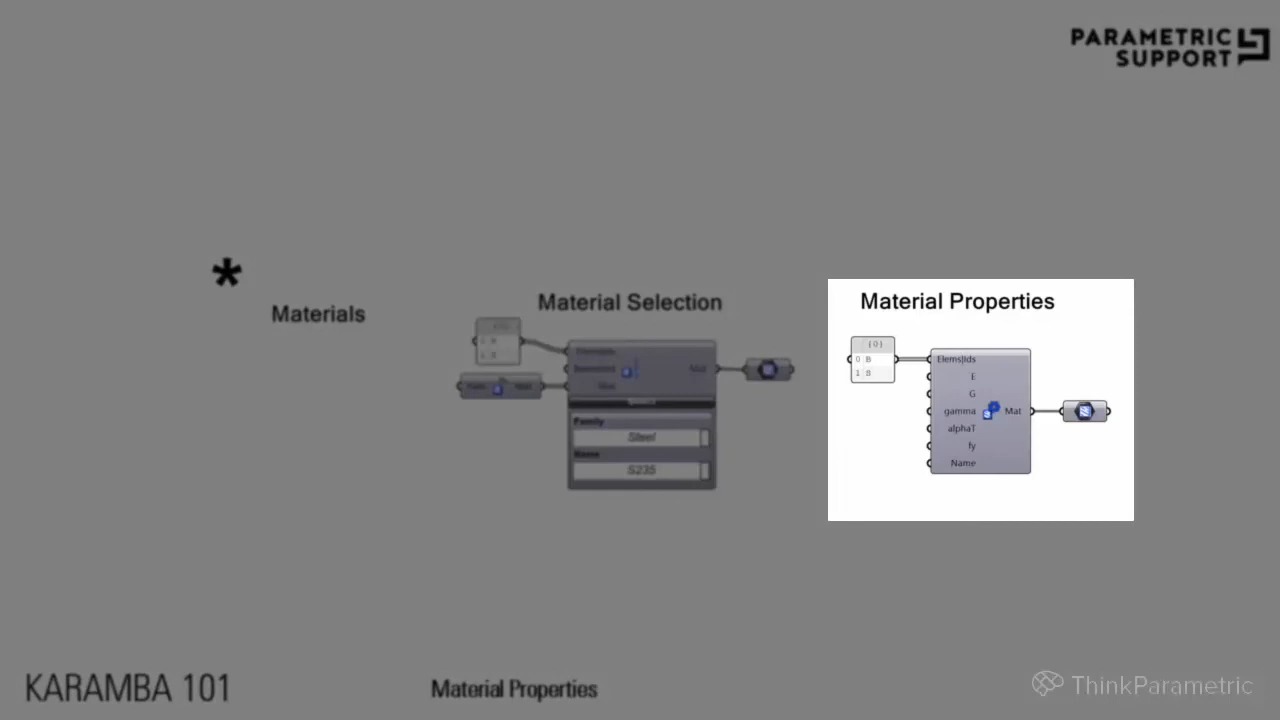 PARAMETRIC
SUPPORT
*
Materials
Material Selection
Mat
Family
Steel
Name
S235
Material Properties
{0}
0 B
1 B
Elems|Ids
E
G
gamma
Mat
alphaT
fy
Name
KARAMBA 101
Material Properties
ThinkParametric